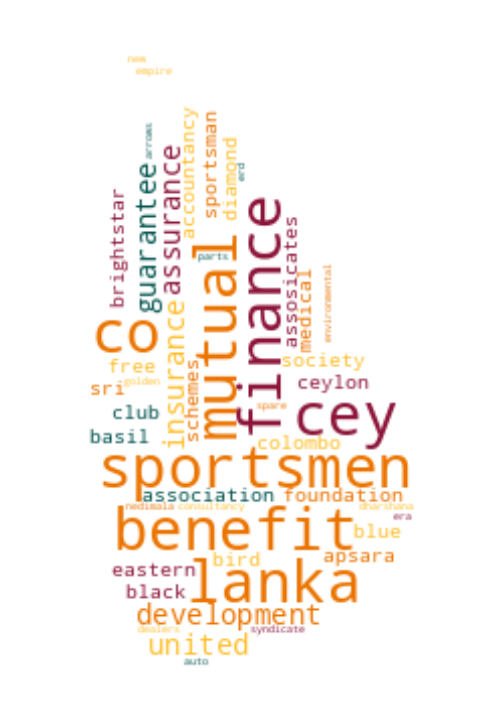 new
empire
arrows
accountancy
sportsman
diamond
erd
assurance
guarantee
brightstar
finance
assosicates
mutual
parts
medical
environmental
insurance
co
society
free
schemes
golden
ceylon
sri
spare
cey
club
basil
colombo
sportsmen
association
foundation
nedimala
consultancy
dharshana
era
benefit
blue
apsara
bird
eastern
lanka
black
development
dealers
syndicate
united
auto